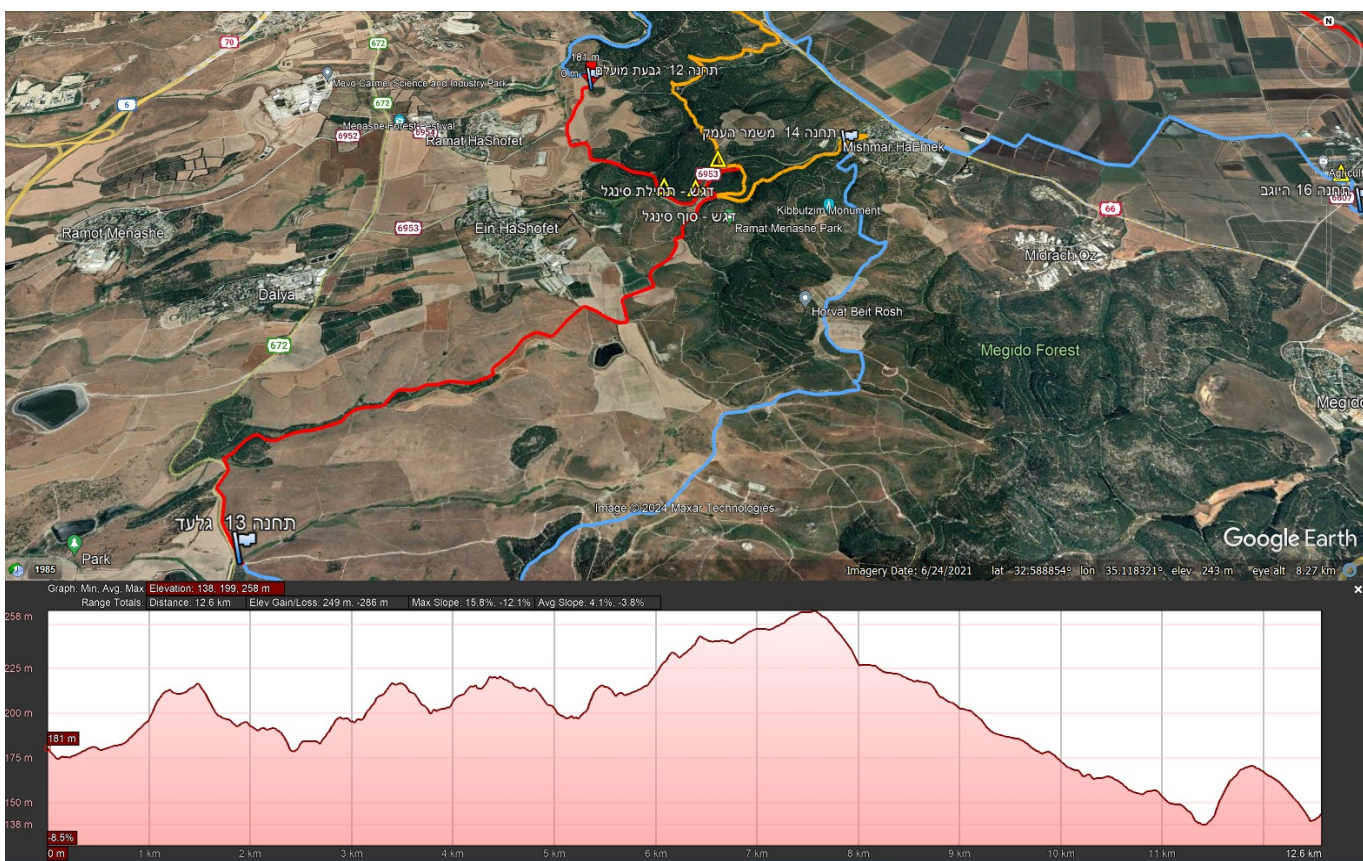 N
70
672
181 m
0 m
תחנה 12 גבעת מועלם
Mevo Carmel Science and Industry Park
672
6
Menashe Forest Festival
6952
6953
Ramat HaShofet
תחנה 14 משמר העמק
Mishmar HaEmek
6953
דגש - תחילת סינגל
תחנה 16 היוגב
6607
Kibbutzim Monument
66
דגש - סוף סינגל
Ramat Menashe Park
Ramot Menashe
6953
Ein HaShofet
Midrach Oz
Dalya
Horvat Beit Rosh
672
Megido Forest
Megido
Image © 2024 Maxar Technologies
תחנה 13 גלעד
Park
Google Earth
1985
Imagery Date: 6/24/2021 lat 32.588854° lon 35.118321° elev 243 m eye alt 8.27 km
Graph: Min, Avg, Max Elevation: 138, 199, 258 m
Range Totals: Distance: 12.6 km Elev Gain/Loss: 249 m, -286 m Max Slope: 15.8%, -12.1% Avg Slope: 4.1%, -3.8%
258 m
225 m
200 m
181 m
175 m
150 m
138 m
-8.5%
0 m 1 km 2 km 3 km 4 km 5 km 6 km 7 km 8 km 9 km 10 km 11 km 12.6 km